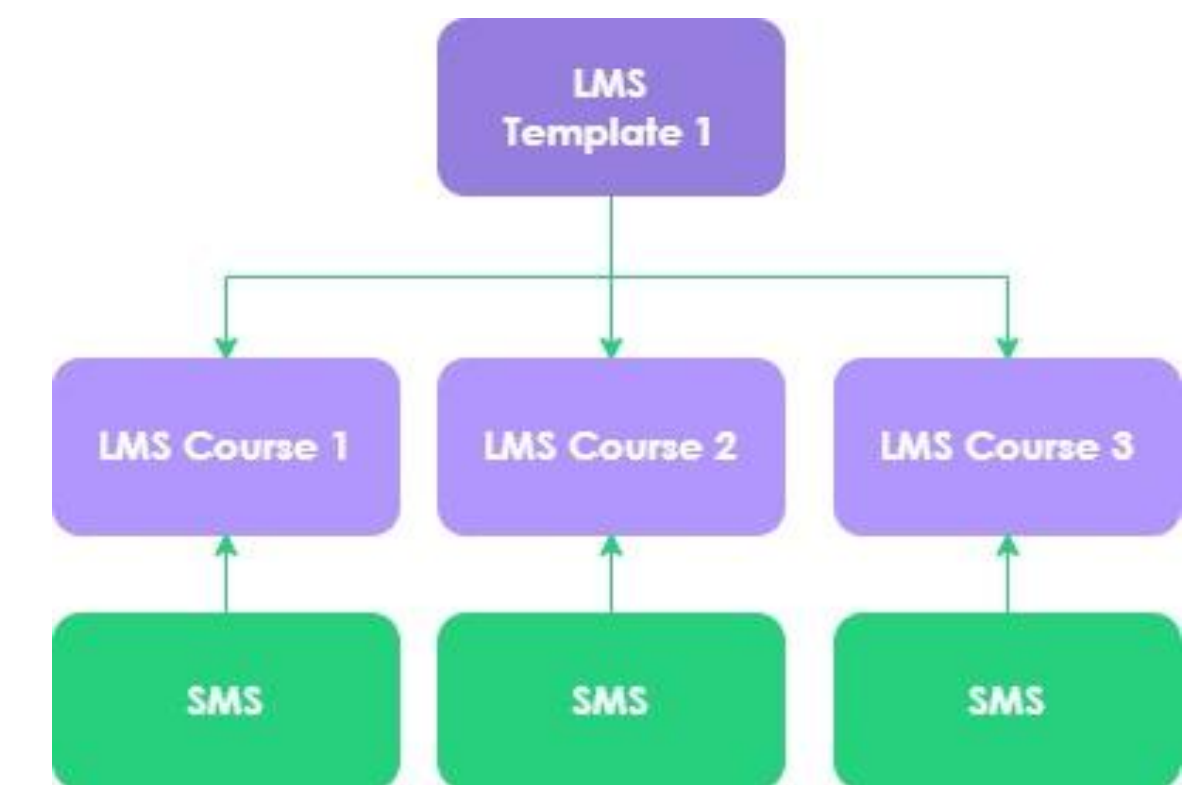 LMS
Template 1
LMS Course 1
LMS Course 2
LMS Course 3
SMS
SMS
SMS